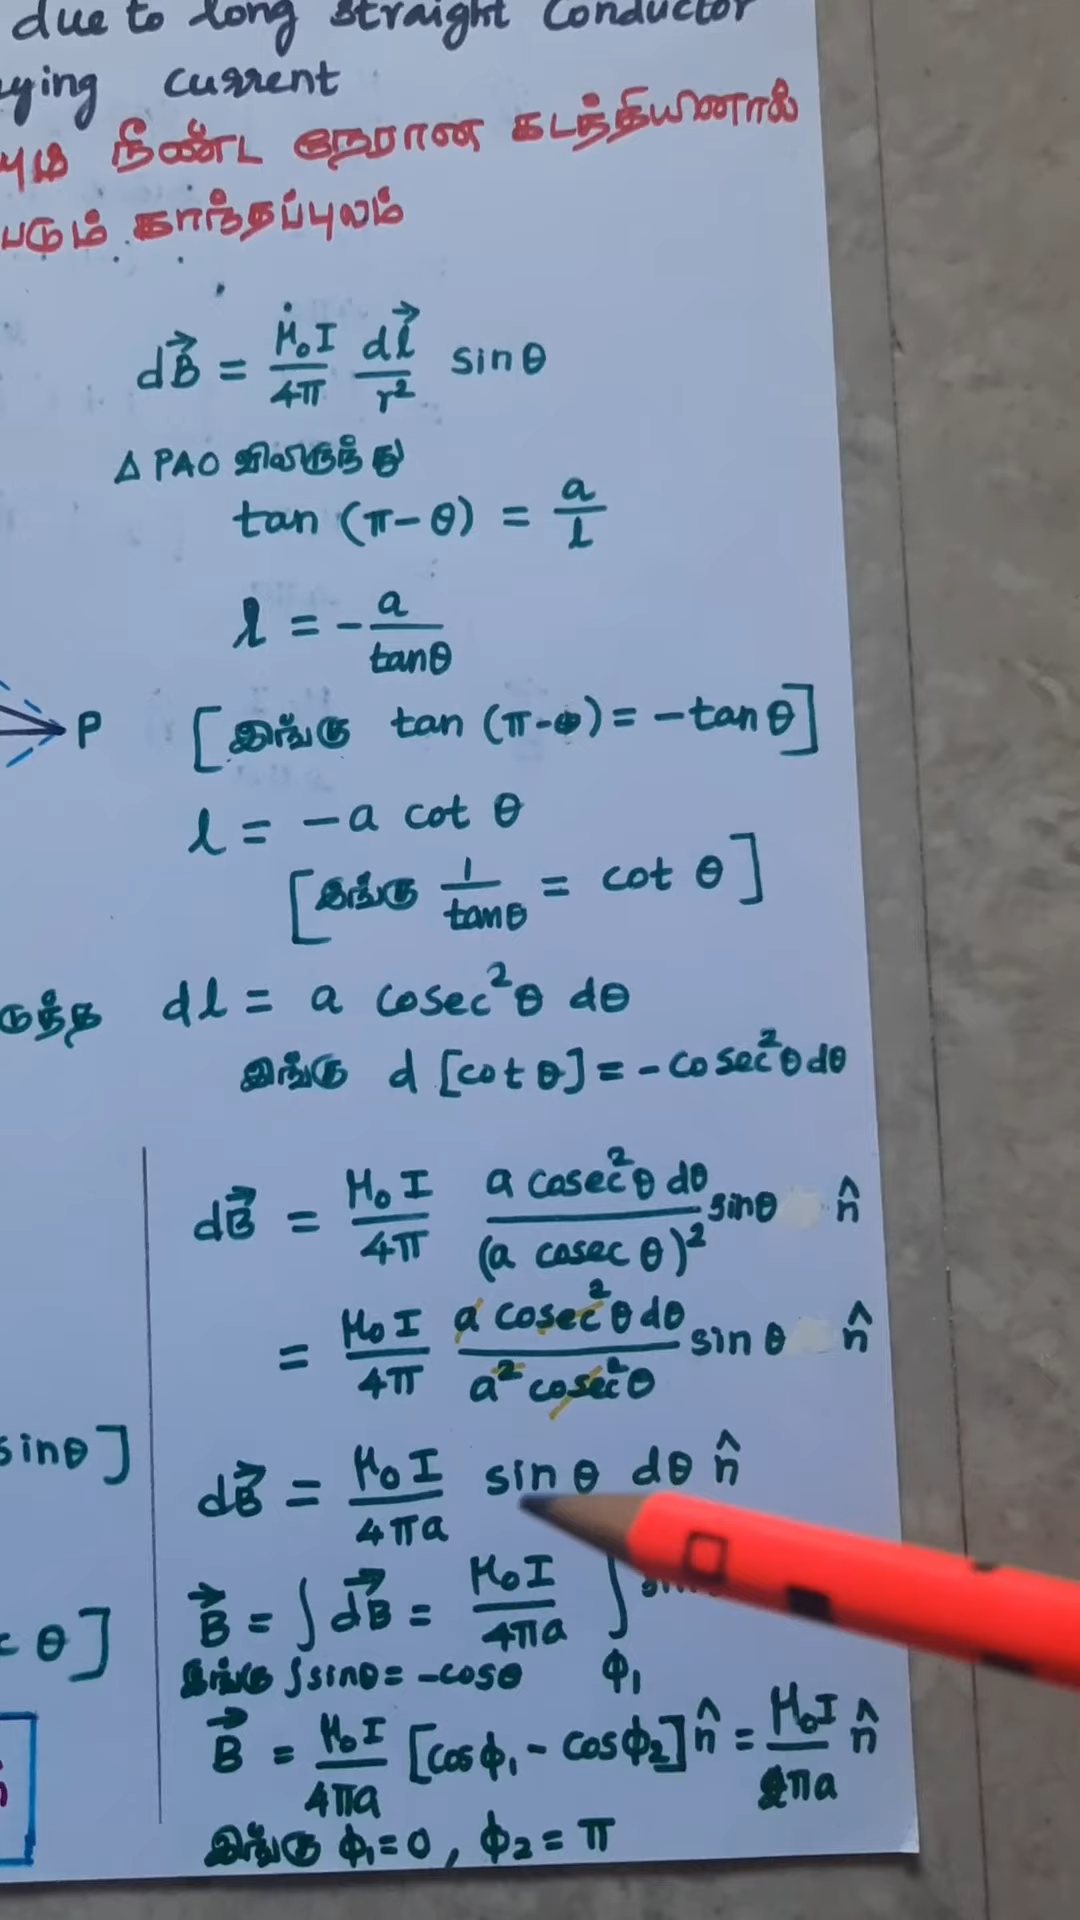 due to long straight Conductor
ying current
யும் நீண்ட நேரான கடத்தியினால்
படும் காந்தப்புலம்
dB⃗ = μ₀I/4π dl⃗/r² sinθ
Δ PAO விலிருந்து
tan (π-θ) = a/l
l = -a/tanθ
P [இங்கு tan (π-θ) = -tan θ]
l = -a cot θ
[இங்கு 1/tanθ = cot θ]
dl = a cosec²θ dθ
இங்கு d [cot θ] = -cosec²θ dθ
dB⃗ = μ₀I/4π a cosec²θ dθ/(a cosec θ)² sinθ n̂
= μ₀I/4π a cosec²θ dθ/a² cosec²θ sin θ n̂
sinθ]
dB⃗ = μ₀I/4πa sin θ dθ n̂
B⃗ = ∫ dB⃗ = μ₀I/4πa ∫ϕ₁
c θ]
இங்கு ∫sinθ = -cosθ
B⃗ = μ₀I/4πa [cosϕ₁ - cosϕ₂] n̂ = μ₀I/2πa n̂
இங்கு ϕ₁ = 0, ϕ₂ = π